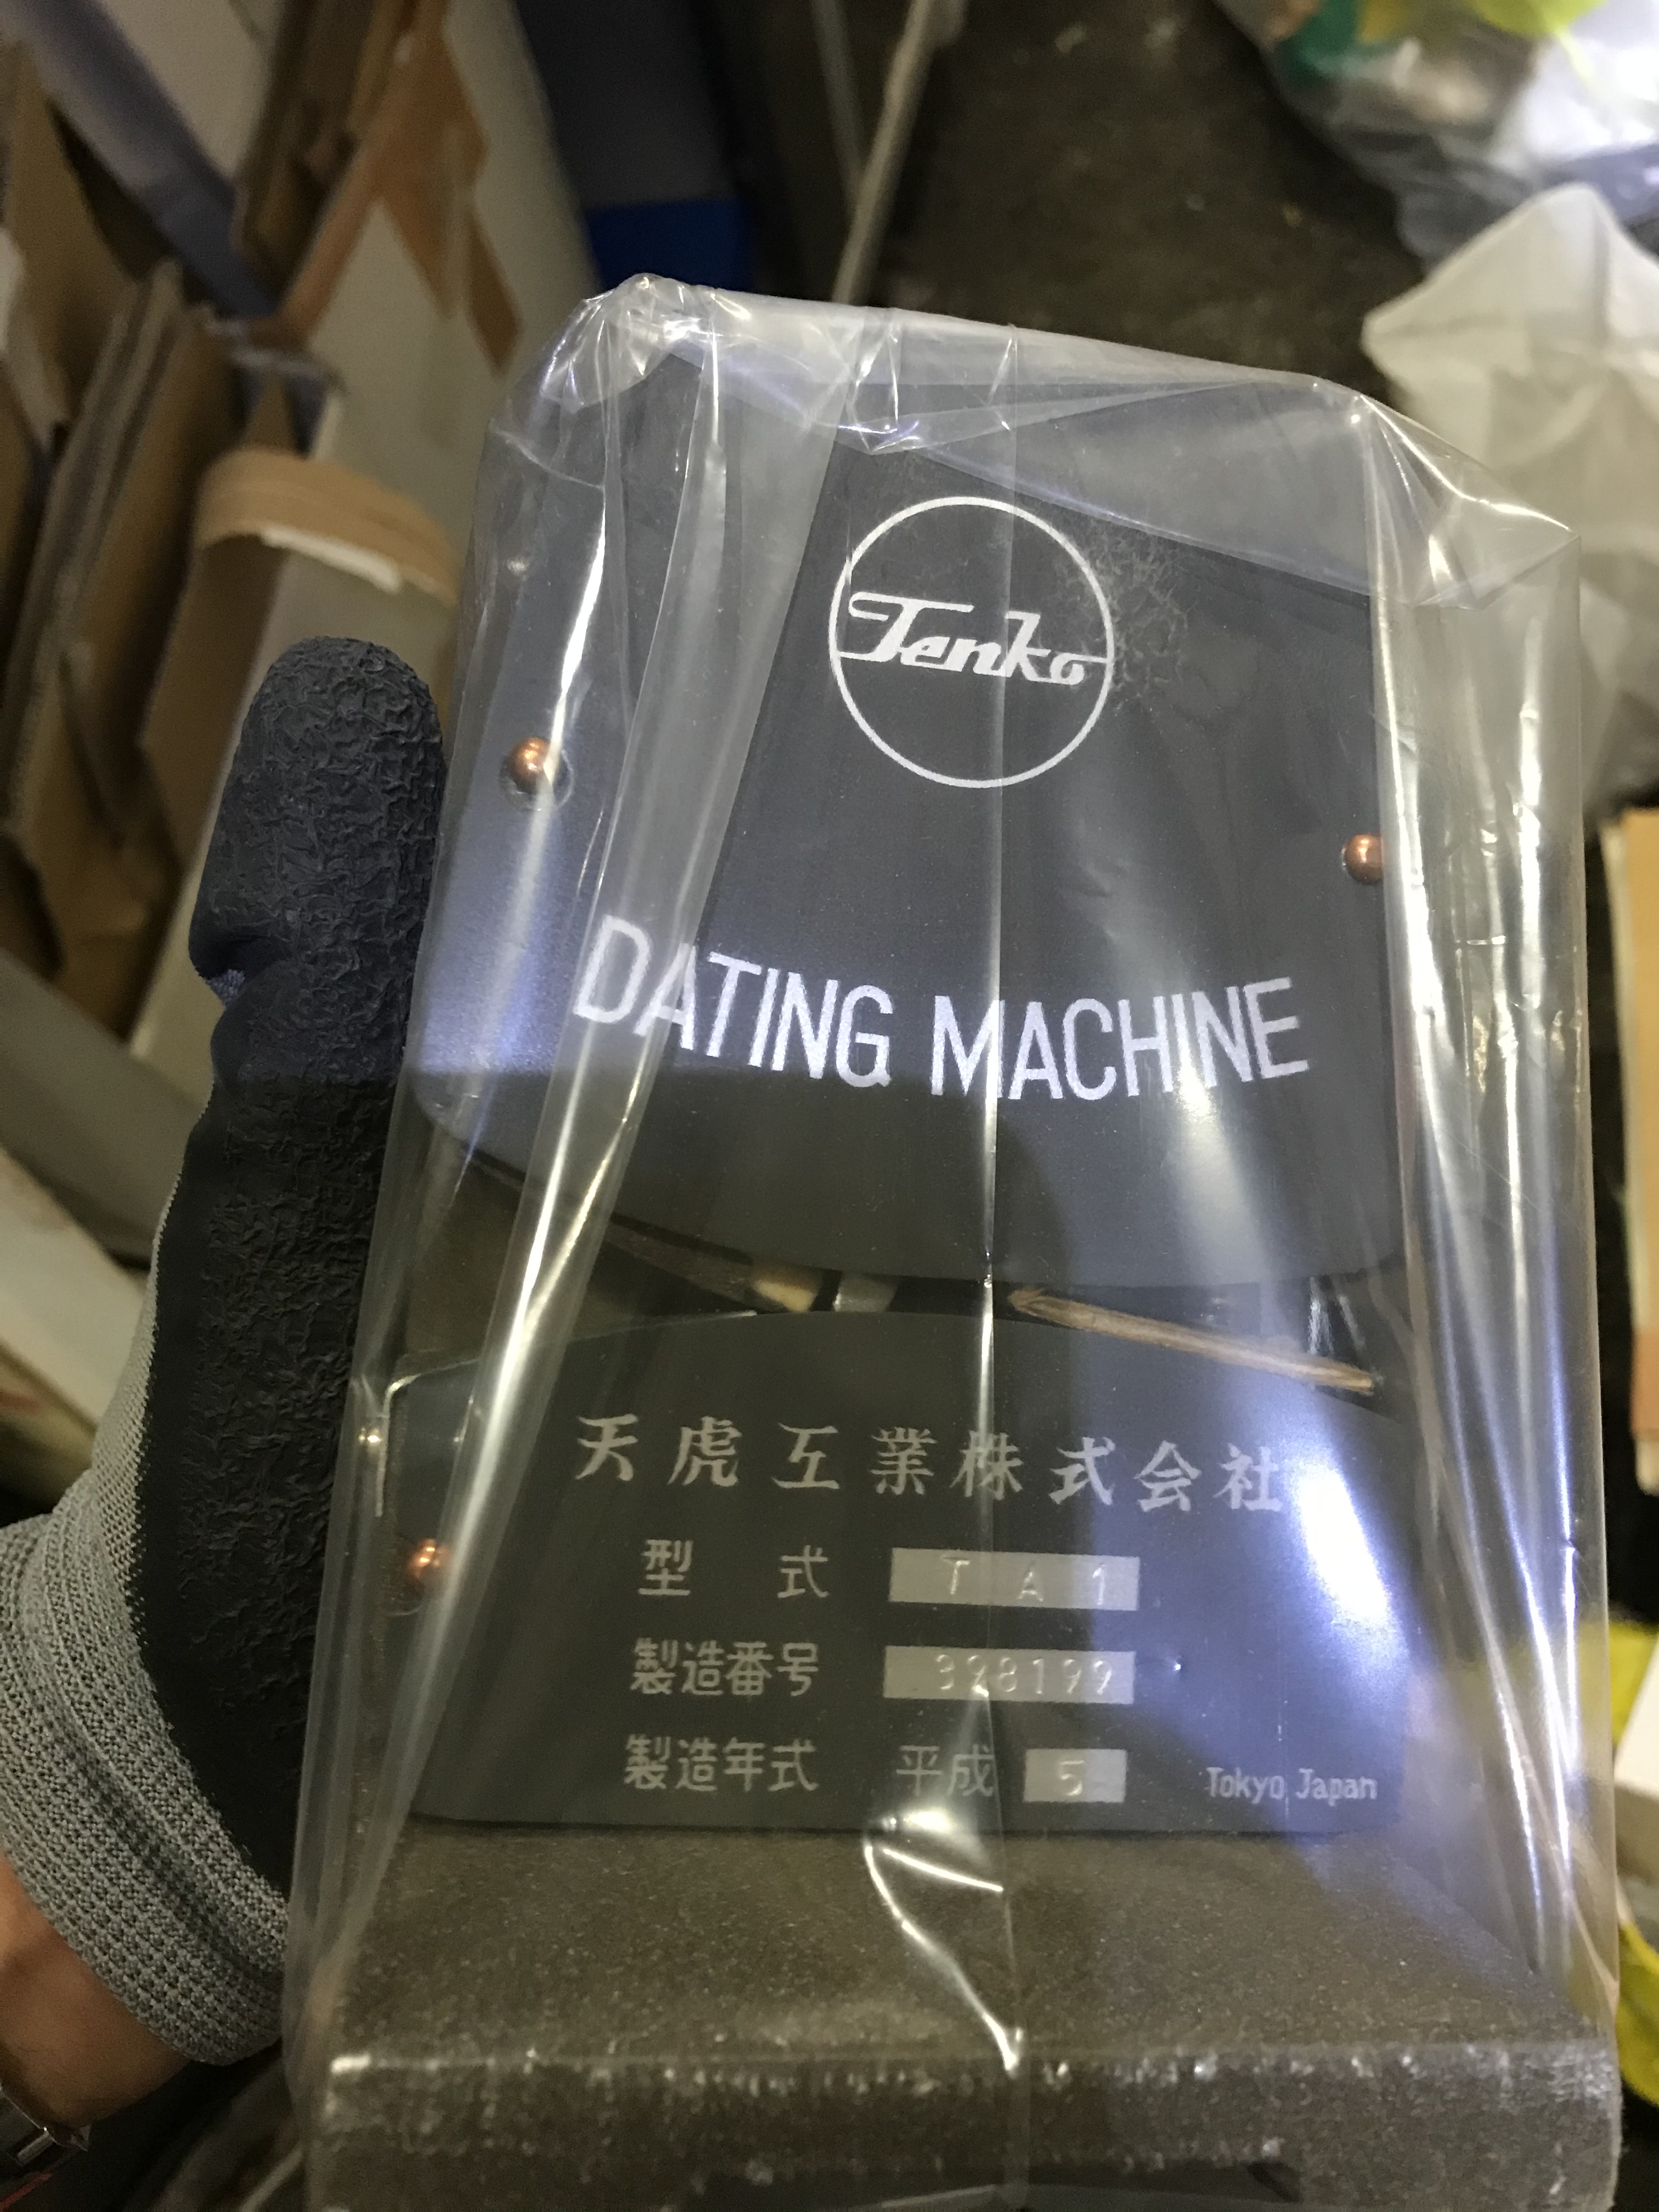 Tenko
DATING MACHINE
天虎工業株式会社
型 式 TA1
製造番号 328199
製造年式 平成 5
Tokyo, Japan